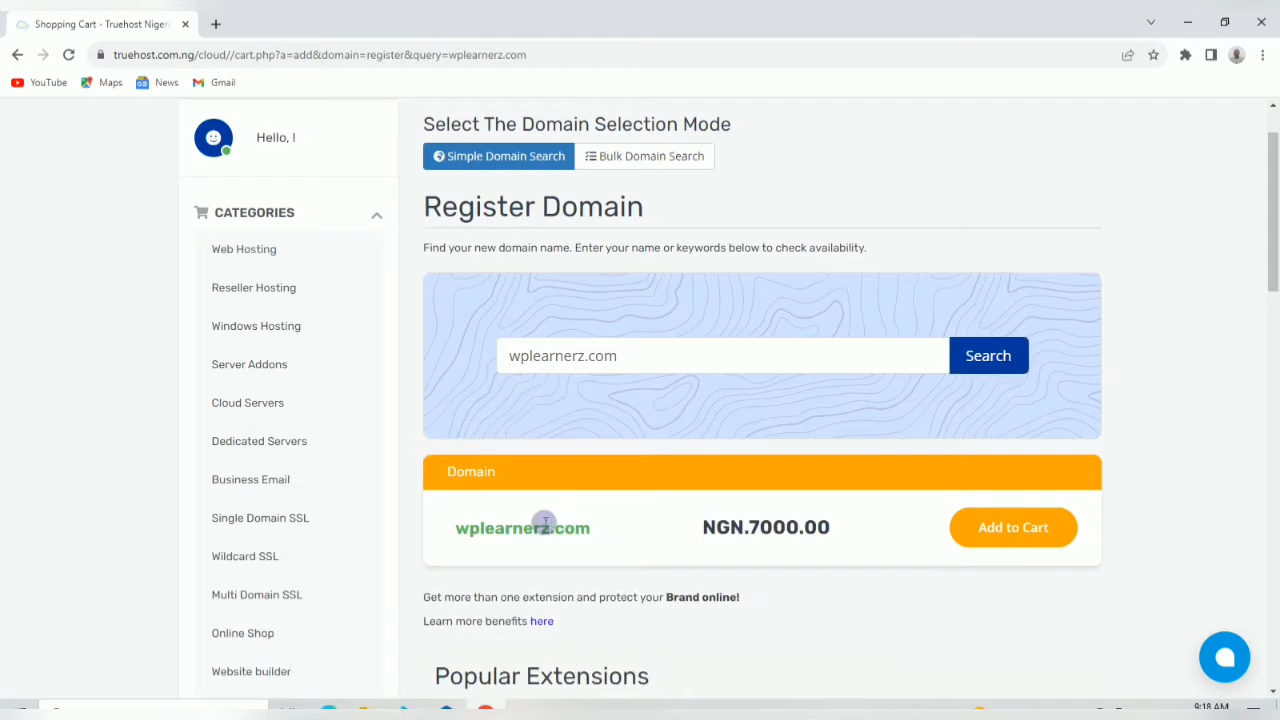 Shopping Cart - Truehost Nigeri
truehost.com.ng/cloud//cart.php?a=add&domain=register&query=wplearnerz.com
YouTube Maps News Gmail
Hello, !
CATEGORIES
Web Hosting
Reseller Hosting
Windows Hosting
Server Addons
Cloud Servers
Dedicated Servers
Business Email
Single Domain SSL
Wildcard SSL
Multi Domain SSL
Online Shop
Website builder
Select The Domain Selection Mode
Simple Domain Search Bulk Domain Search
Register Domain
Find your new domain name. Enter your name or keywords below to check availability.
wplearnerz.com Search
Domain
wplearnerz.com NGN.7000.00 Add to Cart
Get more than one extension and protect your Brand online!
Learn more benefits here
Popular Extensions
9:18 AM